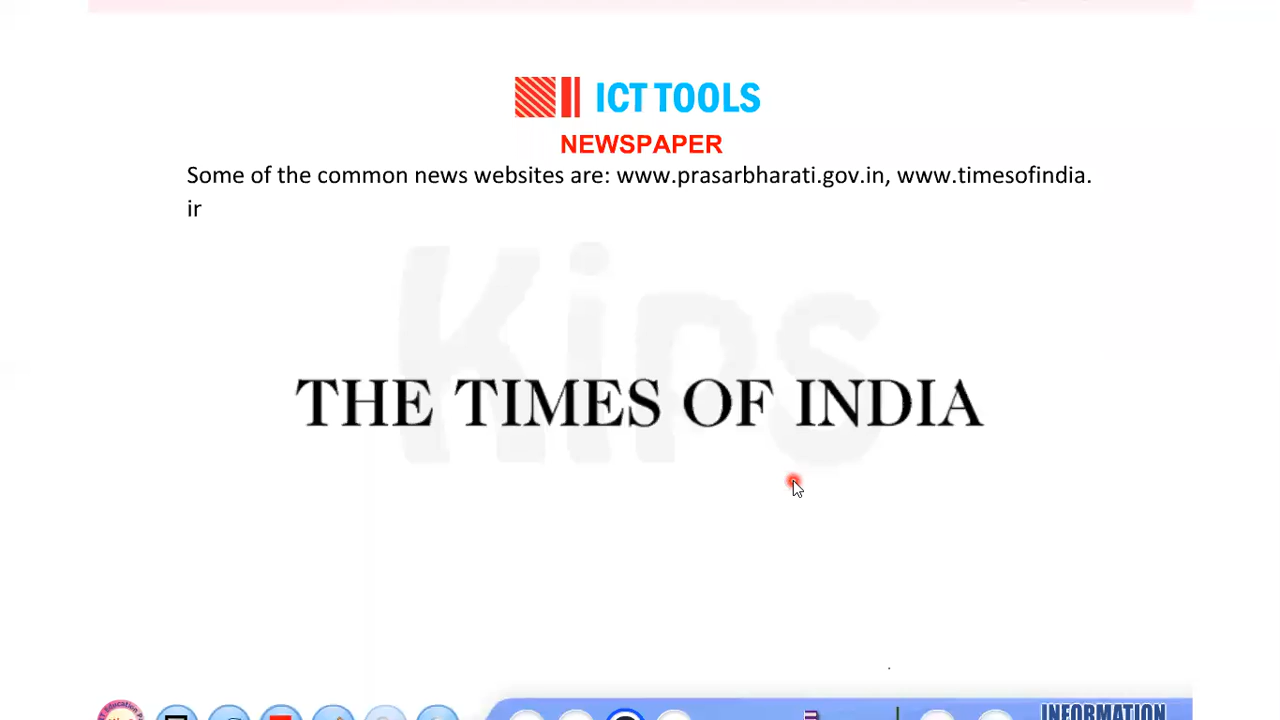 ICT TOOLS
NEWSPAPER
Some of the common news websites are: www.prasarbharati.gov.in, www.timesofindia.
ir
Kips
THE TIMES OF INDIA
INFORMATION